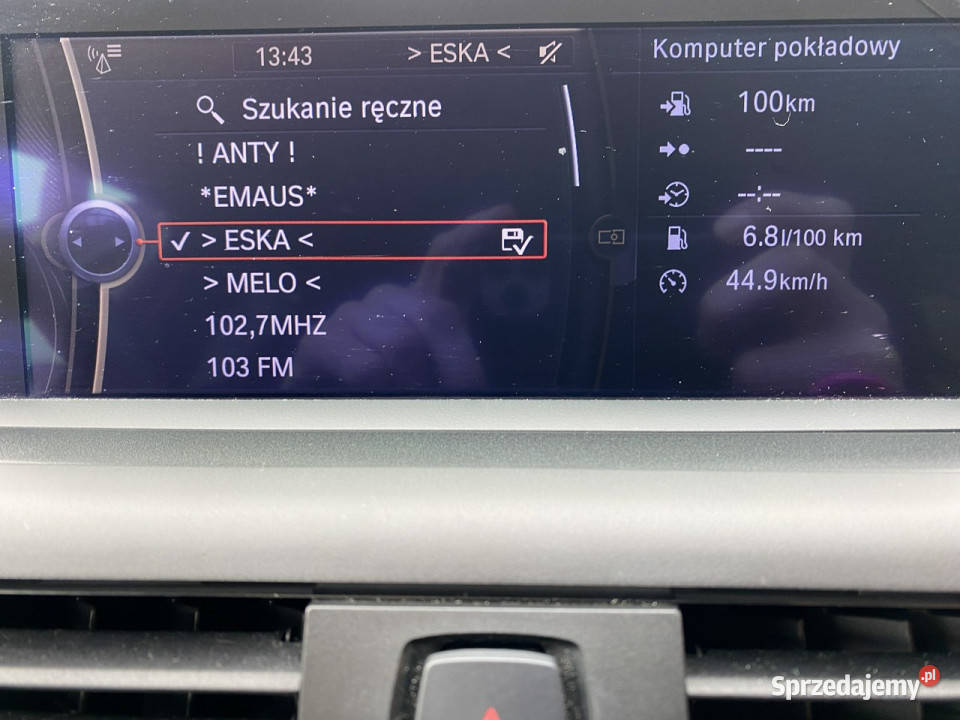 13:43 > ESKA < Komputer pokładowy
Szukanie ręczne
! ANTY !
*EMAUS*
> ESKA <
> MELO <
102,7MHZ
103 FM
100km
----
--:--
6.8l/100 km
44.9km/h
Sprzedajemy.pl